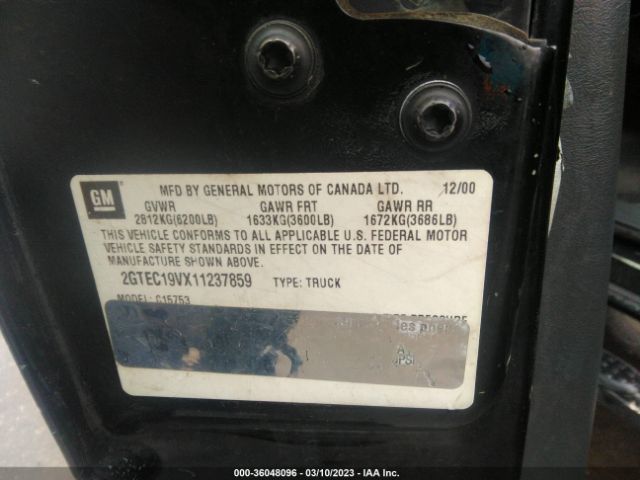 GM
MFD BY GENERAL MOTORS OF CANADA LTD. 12/00
GVWR GAWR FRT GAWR RR
2812KG(6200LB) 1633KG(3600LB) 1672KG(3686LB)
THIS VEHICLE CONFORMS TO ALL APPLICABLE U.S. FEDERAL MOTOR
VEHICLE SAFETY STANDARDS IN EFFECT ON THE DATE OF
MANUFACTURE SHOWN ABOVE.
2GTEC19VX11237859 TYPE: TRUCK
MODEL: C15753
000-36048096 — 03/10/2023 — IAA Inc.